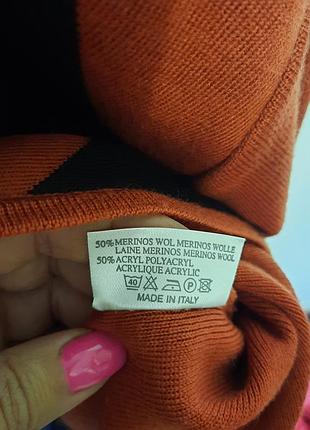 50% MERINOS WOL MERINOS WOLLE
LAINE MERINOS MERINOS WOOL
50% ACRYL POLYACRYL
ACRYLIQUE ACRYLIC
40 P
MADE IN ITALY